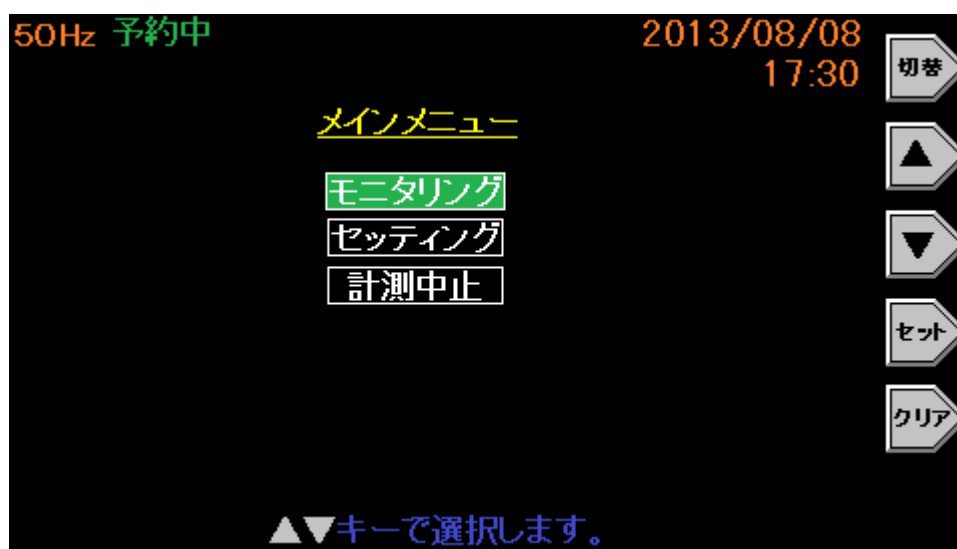 50Hz 予約中
2013/08/08
17:30
メインメニュー
モニタリング
セッティング
計測中止
▲▼キーで選択します。
切替
▲
▼
セット
クリア